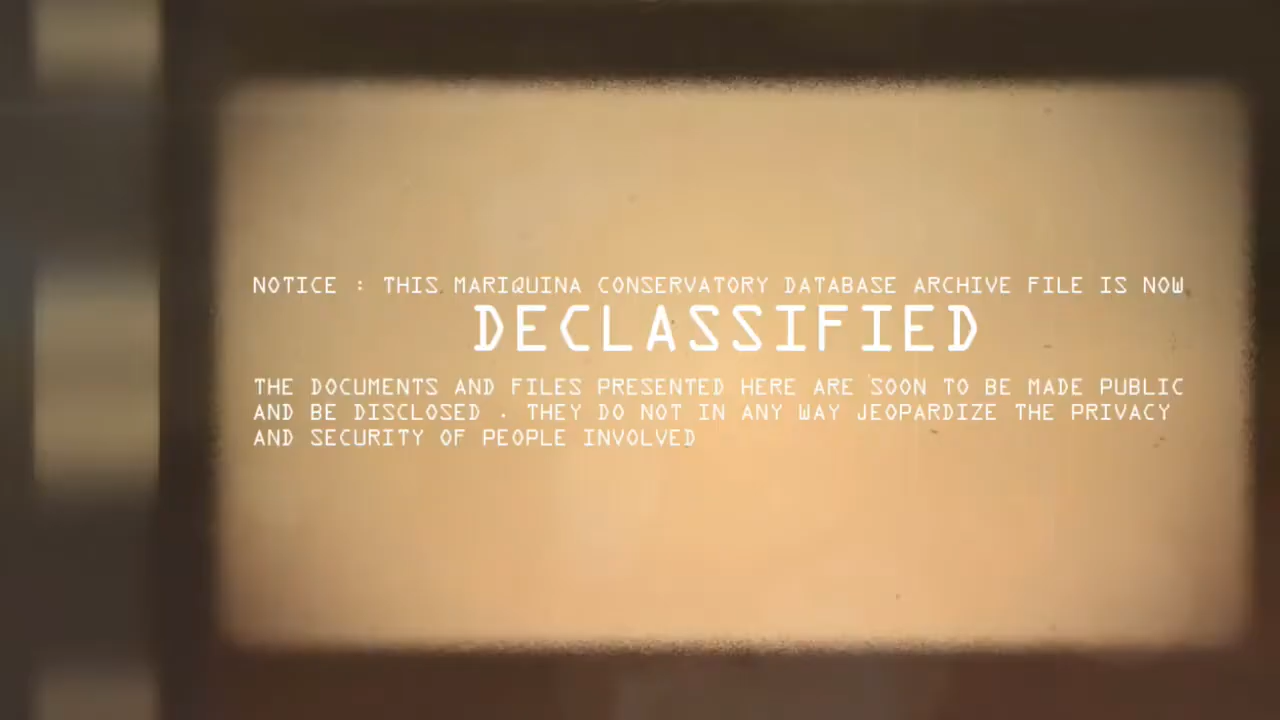 NOTICE : THIS MARIQUINA CONSERVATORY DATABASE ARCHIVE FILE IS NOW
DECLASSIFIED
THE DOCUMENTS AND FILES PRESENTED HERE ARE SOON TO BE MADE PUBLIC
AND BE DISCLOSED . THEY DO NOT IN ANY WAY JEOPARDIZE THE PRIVACY
AND SECURITY OF PEOPLE INVOLVED